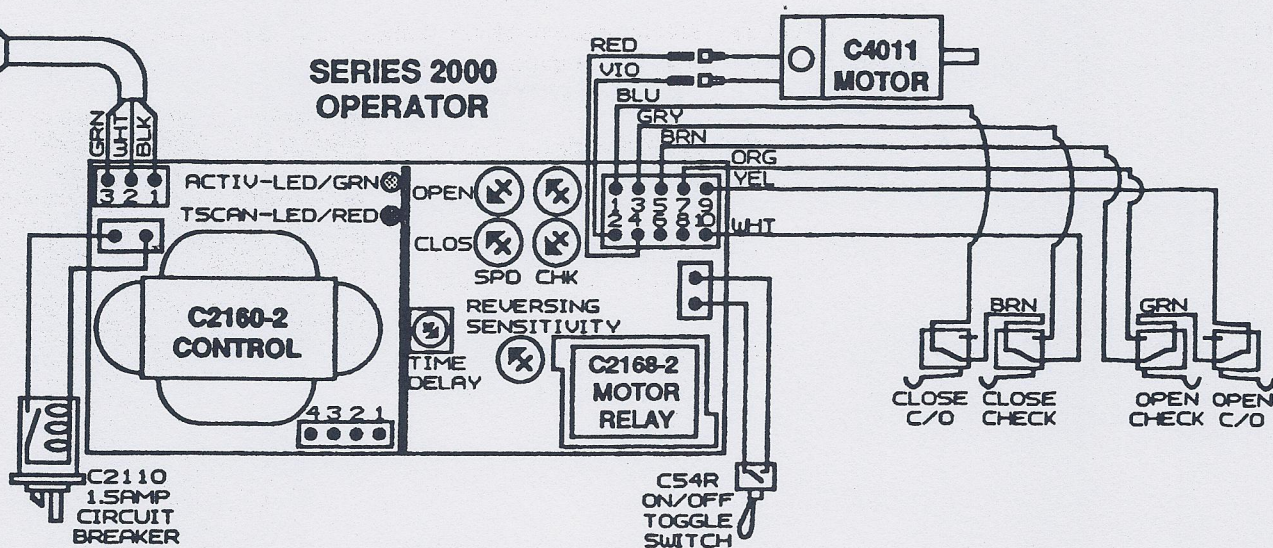 SERIES 2000
OPERATOR
RED
VIO
BLU
GRY
BRN
ORG
YEL
WHT
C4011
MOTOR
GRN
WHT
BLK
3 2 1
ACTIV-LED/GRN
TSCAN-LED/RED
OPEN
CLOS
SPD CHK
1 3 5 7 9
2 4 6 8 10
REVERSING
SENSITIVITY
TIME
DELAY
C2160-2
CONTROL
C2168-2
MOTOR
RELAY
4 3 2 1
C2110
1.5AMP
CIRCUIT
BREAKER
C54R
ON/OFF
TOGGLE
SWITCH
BRN
GRN
CLOSE
C/O
CLOSE
CHECK
OPEN
CHECK
OPEN
C/O